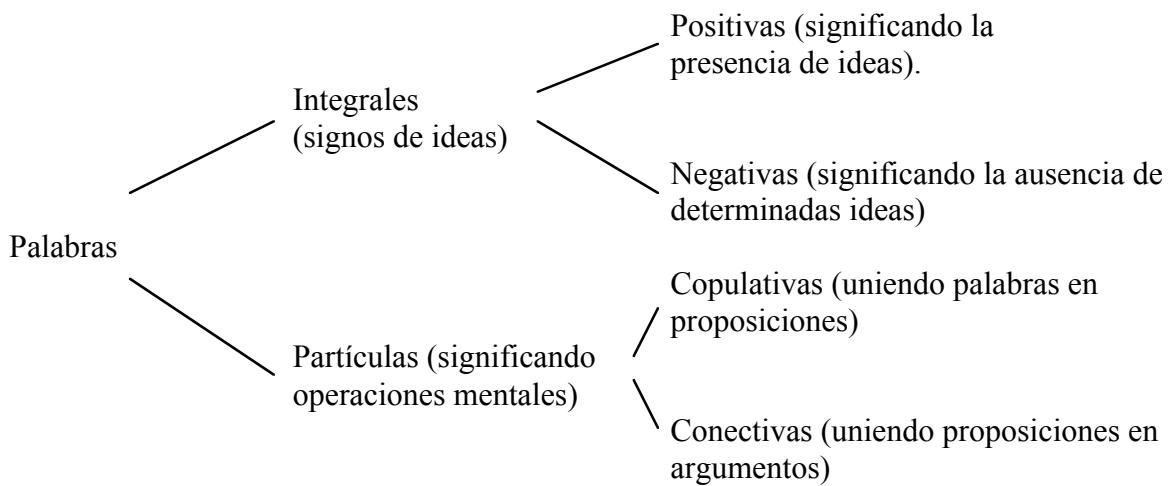 Palabras
Integrales
(signos de ideas)
Positivas (significando la
presencia de ideas).
Negativas (significando la ausencia de
determinadas ideas)
Partículas (significando
operaciones mentales)
Copulativas (uniendo palabras en
proposiciones)
Conectivas (uniendo proposiciones en
argumentos)